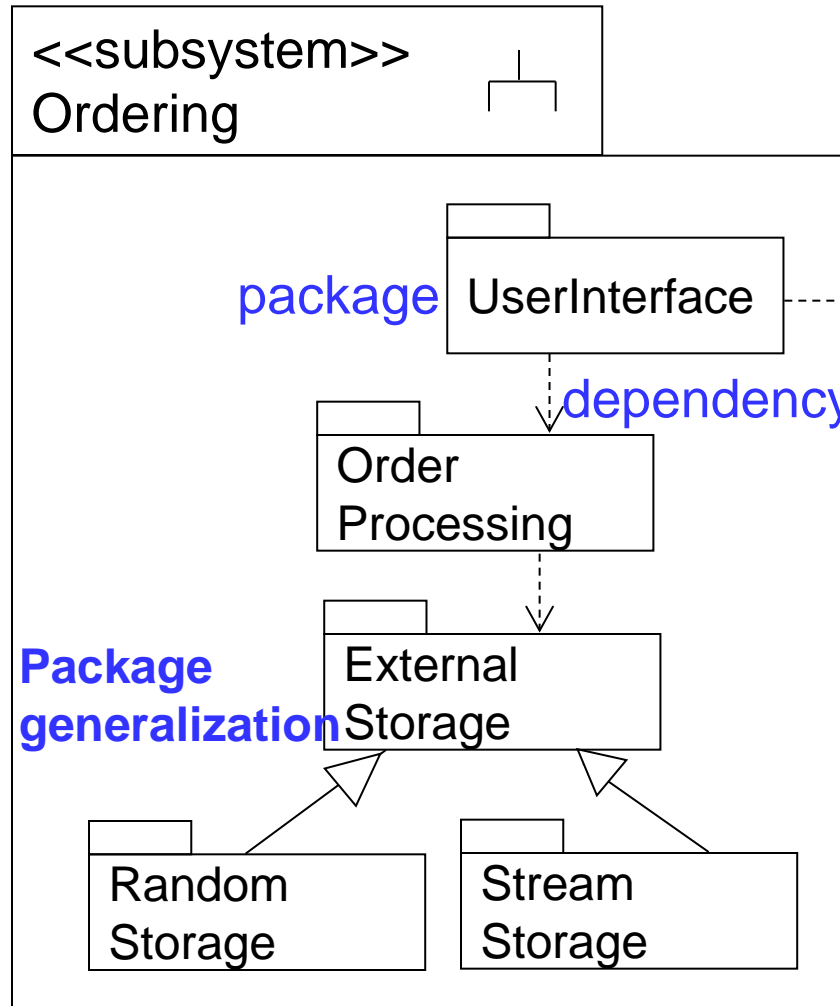 <<subsystem>>
Ordering
package
UserInterface
dependency
Order
Processing
Package
generalization
External
Storage
Random
Storage
Stream
Storage